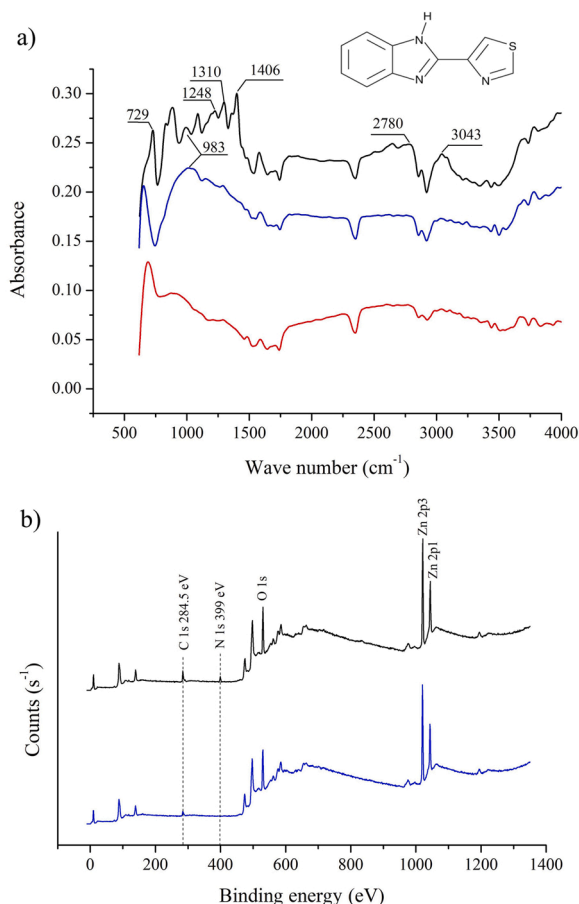 a)
H
N
S
N
N
1310
1406
1248
729
983
2780
3043
0.30
0.25
0.20
0.15
0.10
0.05
0.00
Absorbance
500 1000 1500 2000 2500 3000 3500 4000
Wave number (cm⁻¹)
b)
C 1s 284.5 eV
N 1s 399 eV
O 1s
Zn 2p3
Zn 2p1
Counts (s⁻¹)
0 200 400 600 800 1000 1200 1400
Binding energy (eV)